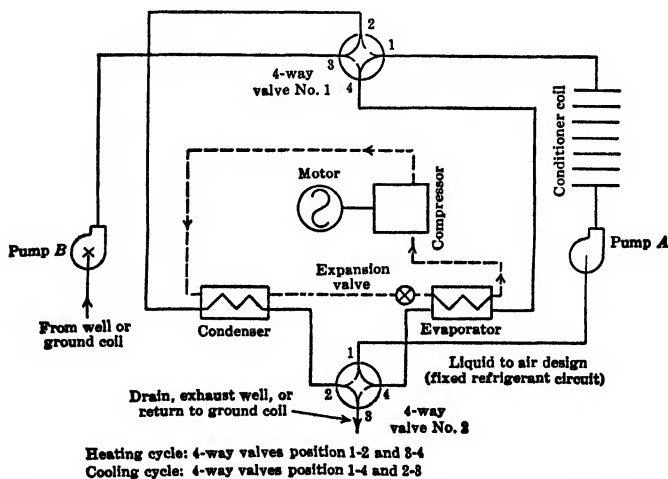 2
1
3
4
4-way
valve No. 1
Conditioner coil
Motor
Compressor
Pump B
Pump A
Expansion
valve
From well or
ground coil
Condenser
Evaporator
1
Liquid to air design
(fixed refrigerant circuit)
2
4
3
Drain, exhaust well, or
return to ground coil
4-way
valve No. 2
Heating cycle: 4-way valves position 1-2 and 3-4
Cooling cycle: 4-way valves position 1-4 and 2-3